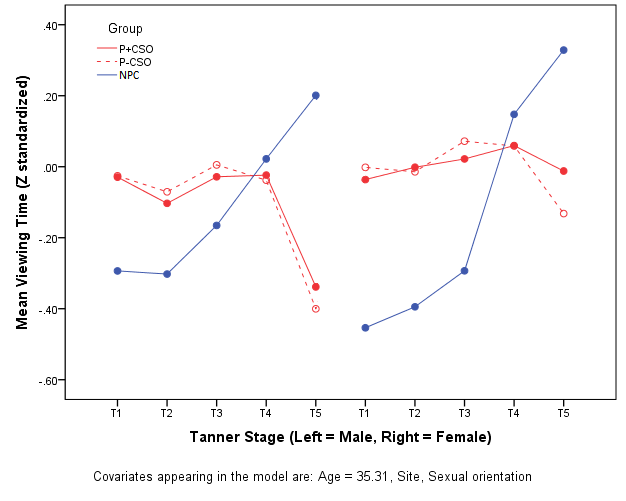 Group
P+CSO
P-CSO
NPC
.40
.20
.00
-.20
-.40
-.60
Mean Viewing Time (Z standardized)
T1 T2 T3 T4 T5 T1 T2 T3 T4 T5
Tanner Stage (Left = Male, Right = Female)
Covariates appearing in the model are: Age = 35.31, Site, Sexual orientation